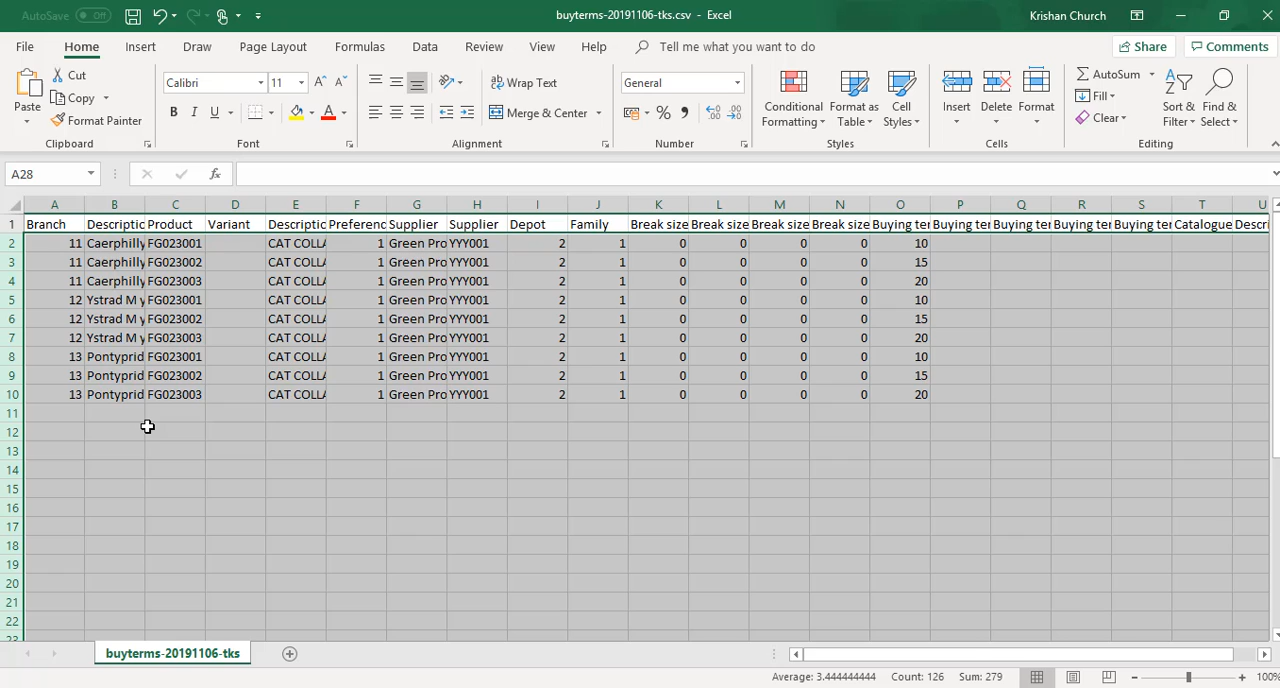 AutoSave Off buyterms-20191106-tks.csv - Excel Krishan Church
File Home Insert Draw Page Layout Formulas Data Review View Help Tell me what you want to do Share Comments
Paste Cut Copy Format Painter
Calibri 11 A A B I U
Wrap Text Merge & Center
General % ,
Conditional Formatting Format as Table Cell Styles
Insert Delete Format
AutoSum Fill Clear Sort & Filter Find & Select
Clipboard Font Alignment Number Styles Cells Editing
A28 fx
A B C D E F G H I J K L M N O P Q R S T U
1 Branch Descriptic Product Variant Descriptic Preferenc Supplier Supplier Depot Family Break size Break size Break size Break size Buying ter Buying ter Buying ter Buying ter Buying ter Catalogue Descri
2 11 Caerphilly FG023001 CAT COLLA 1 Green Pro YYY001 2 1 0 0 0 0 10
3 11 Caerphilly FG023002 CAT COLLA 1 Green Pro YYY001 2 1 0 0 0 0 15
4 11 Caerphilly FG023003 CAT COLLA 1 Green Pro YYY001 2 1 0 0 0 0 20
5 12 Ystrad M y FG023001 CAT COLLA 1 Green Pro YYY001 2 1 0 0 0 0 10
6 12 Ystrad M y FG023002 CAT COLLA 1 Green Pro YYY001 2 1 0 0 0 0 15
7 12 Ystrad M y FG023003 CAT COLLA 1 Green Pro YYY001 2 1 0 0 0 0 20
8 13 Pontyprid FG023001 CAT COLLA 1 Green Pro YYY001 2 1 0 0 0 0 10
9 13 Pontyprid FG023002 CAT COLLA 1 Green Pro YYY001 2 1 0 0 0 0 15
10 13 Pontyprid FG023003 CAT COLLA 1 Green Pro YYY001 2 1 0 0 0 0 20
11
12
13
14
15
16
17
18
19
20
21
22
23
buyterms-20191106-tks
Average: 3.444444444 Count: 126 Sum: 279 100%